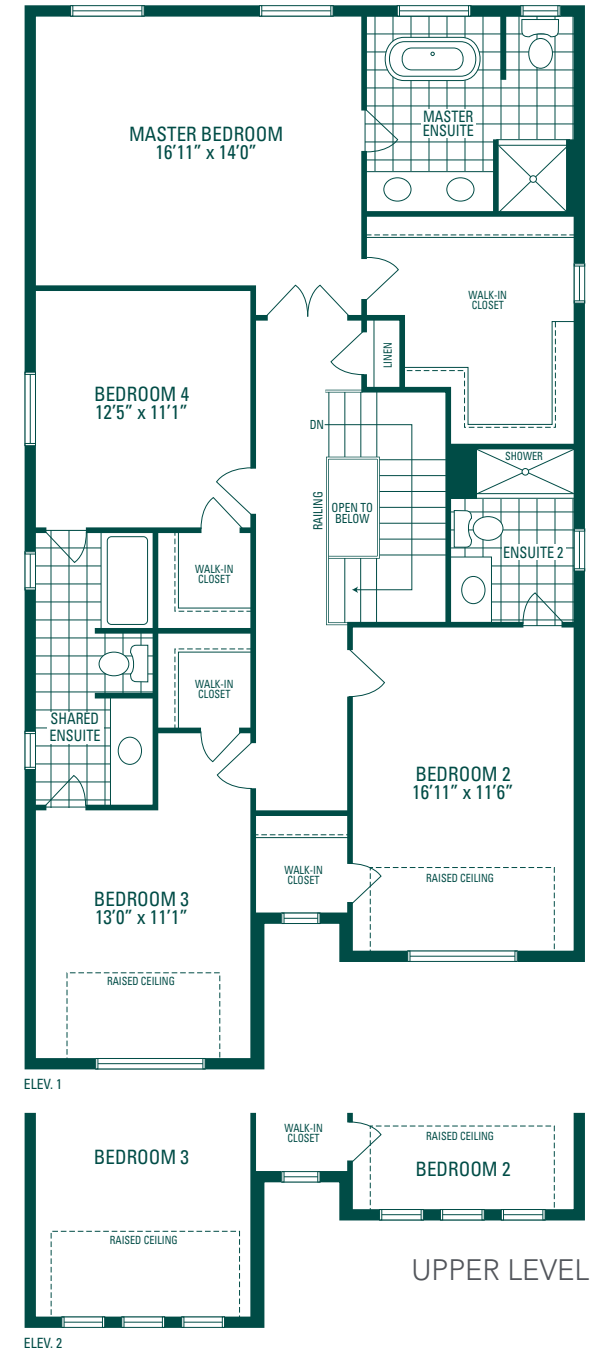 MASTER BEDROOM
16'11" x 14'0"
MASTER
ENSUITE
WALK-IN
CLOSET
LINEN
BEDROOM 4
12'5" x 11'1"
DN
RAILING
OPEN TO
BELOW
SHOWER
ENSUITE 2
WALK-IN
CLOSET
WALK-IN
CLOSET
SHARED
ENSUITE
BEDROOM 2
16'11" x 11'6"
RAISED CEILING
WALK-IN
CLOSET
BEDROOM 3
13'0" x 11'1"
RAISED CEILING
ELEV. 1
WALK-IN
CLOSET
RAISED CEILING
BEDROOM 2
BEDROOM 3
RAISED CEILING
UPPER LEVEL
ELEV. 2